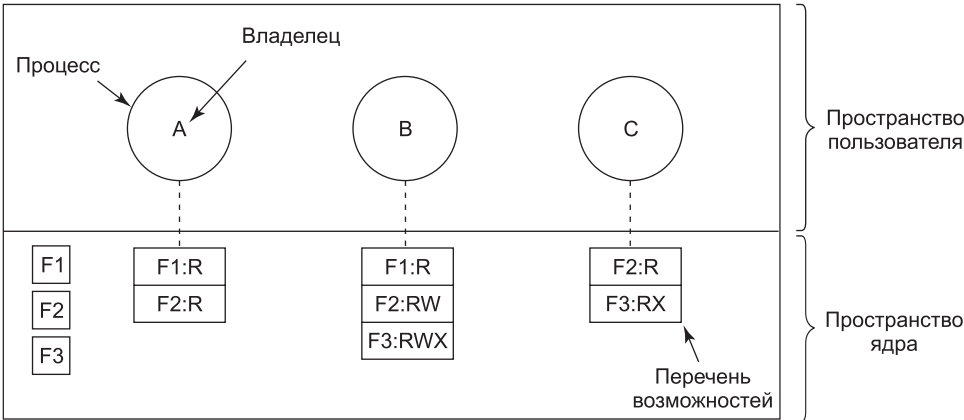 Владелец
Процесс
A
B
C
Пространство
пользователя
F1
F2
F3
F1:R
F2:R
F1:R
F2:RW
F3:RWX
F2:R
F3:RX
Перечень
возможностей
Пространство
ядра